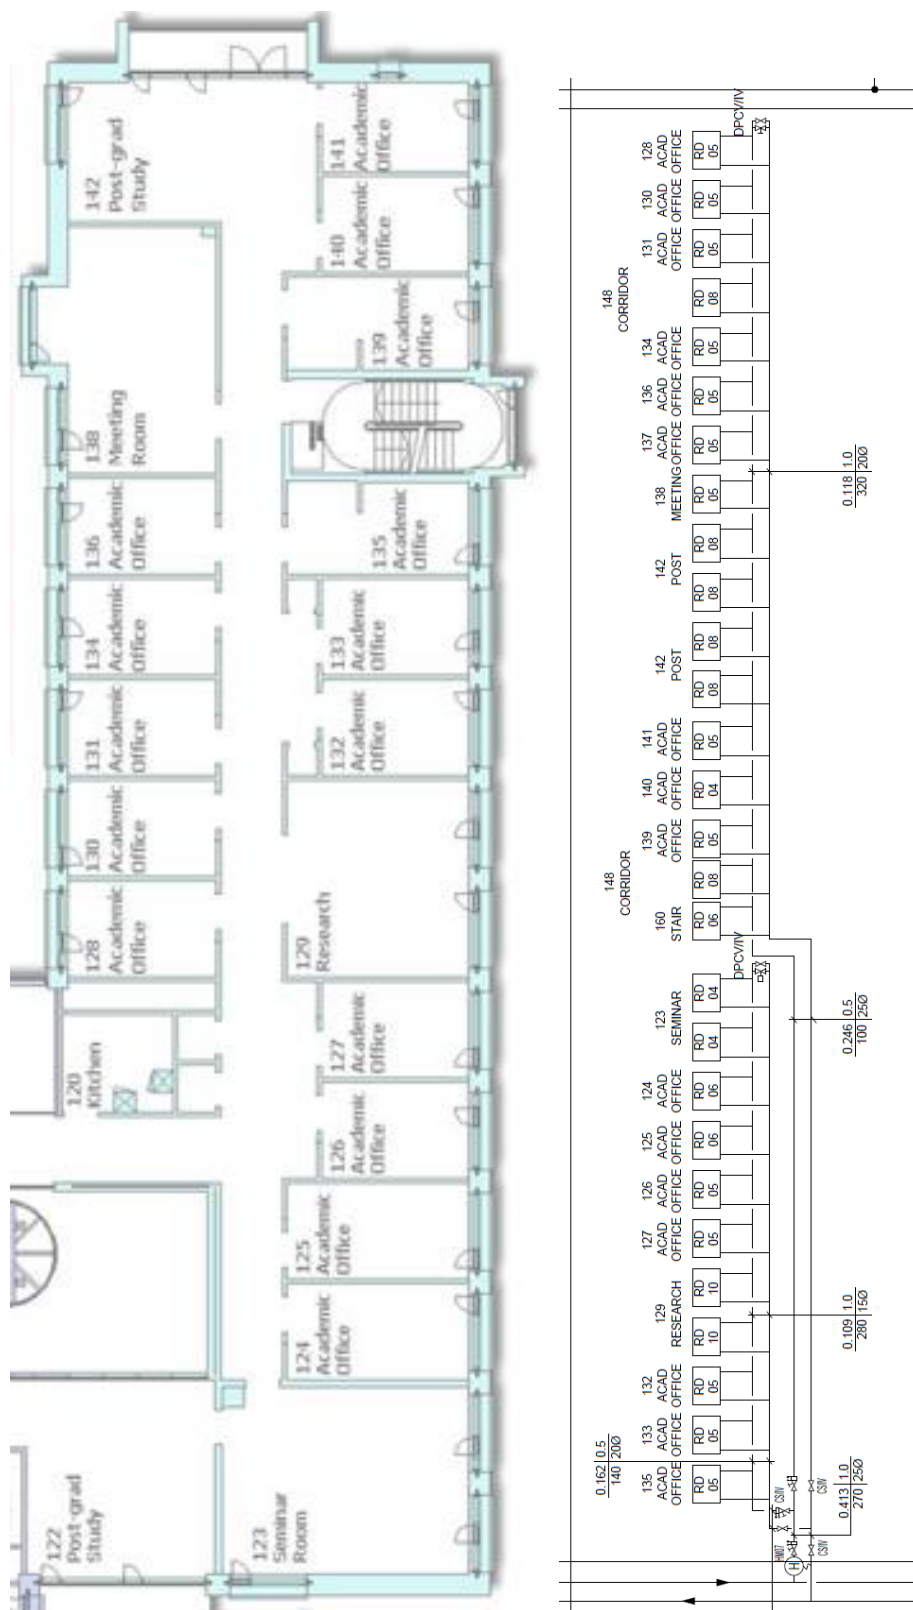 142
Post-grad
Study
141
Academic
Office
140
Academic
Office
139
Academic
Office
138
Meeting
Room
136
Academic
Office
135
Academic
Office
134
Academic
Office
133
Academic
Office
132
Academic
Office
131
Academic
Office
130
Academic
Office
129
Research
128
Academic
Office
127
Academic
Office
126
Academic
Office
120
Kitchen
125
Academic
Office
124
Academic
Office
123
Seminar
Room
122
Post-grad
Study
DPCV/IV
128
ACAD
OFFICE
RD
05
130
ACAD
OFFICE
RD
05
131
ACAD
OFFICE
RD
05
148
CORRIDOR
RD
08
134
ACAD
OFFICE
RD
05
136
ACAD
OFFICE
RD
05
137
ACAD
OFFICE
RD
05
138
MEETING
RD
05
0.118 1.0
320 20Ø
142
POST
RD
08
RD
08
142
POST
RD
08
RD
08
141
ACAD
OFFICE
RD
05
140
ACAD
OFFICE
RD
04
139
ACAD
OFFICE
RD
05
148
CORRIDOR
RD
08
160
STAIR
RD
06
DPCV/IV
123
SEMINAR
RD
04
RD
04
0.246 0.5
100 25Ø
124
ACAD
OFFICE
RD
06
125
ACAD
OFFICE
RD
06
126
ACAD
OFFICE
RD
05
127
ACAD
OFFICE
RD
05
129
RESEARCH
RD
10
RD
10
0.109 1.0
280 15Ø
132
ACAD
OFFICE
RD
05
133
ACAD
OFFICE
RD
05
0.162 0.5
140 20Ø
135
ACAD
OFFICE
RD
05
CS/IV
CS/IV
0.413 1.0
270 25Ø
HM07
CS/IV
H